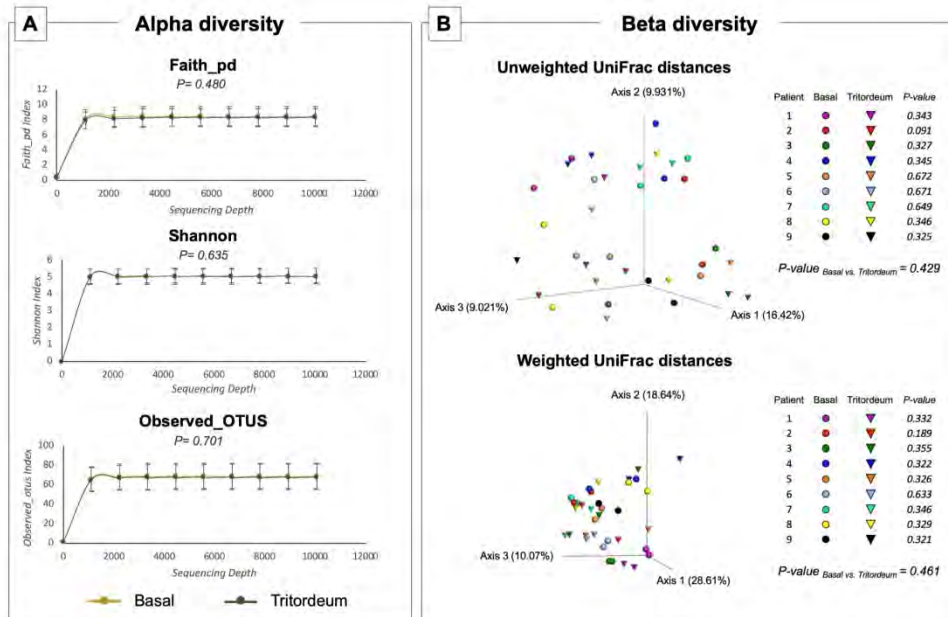 A Alpha diversity
Faith_pd
P= 0.480
Faith_pd Index
12
10
8
6
4
2
0
0 2000 4000 6000 8000 10000 12000
Sequencing Depth
Shannon
P= 0.635
Shannon Index
6
5
4
3
2
1
0
0 2000 4000 6000 8000 10000 12000
Sequencing Depth
Observed_OTUS
P= 0.701
Observed_otus Index
100
80
60
40
20
0
0 2000 4000 6000 8000 10000 12000
Sequencing Depth
Basal Tritordeum
B Beta diversity
Unweighted UniFrac distances
Axis 2 (9.931%)
Axis 3 (9.021%)
Axis 1 (16.42%)
Patient Basal Tritordeum P-value
1 0.343
2 0.091
3 0.327
4 0.345
5 0.672
6 0.671
7 0.649
8 0.346
9 0.325
P-value Basal vs. Tritordeum = 0.429
Weighted UniFrac distances
Axis 2 (18.64%)
Axis 3 (10.07%)
Axis 1 (28.61%)
Patient Basal Tritordeum P-value
1 0.332
2 0.189
3 0.355
4 0.322
5 0.326
6 0.633
7 0.346
8 0.329
9 0.321
P-value Basal vs. Tritordeum = 0.461